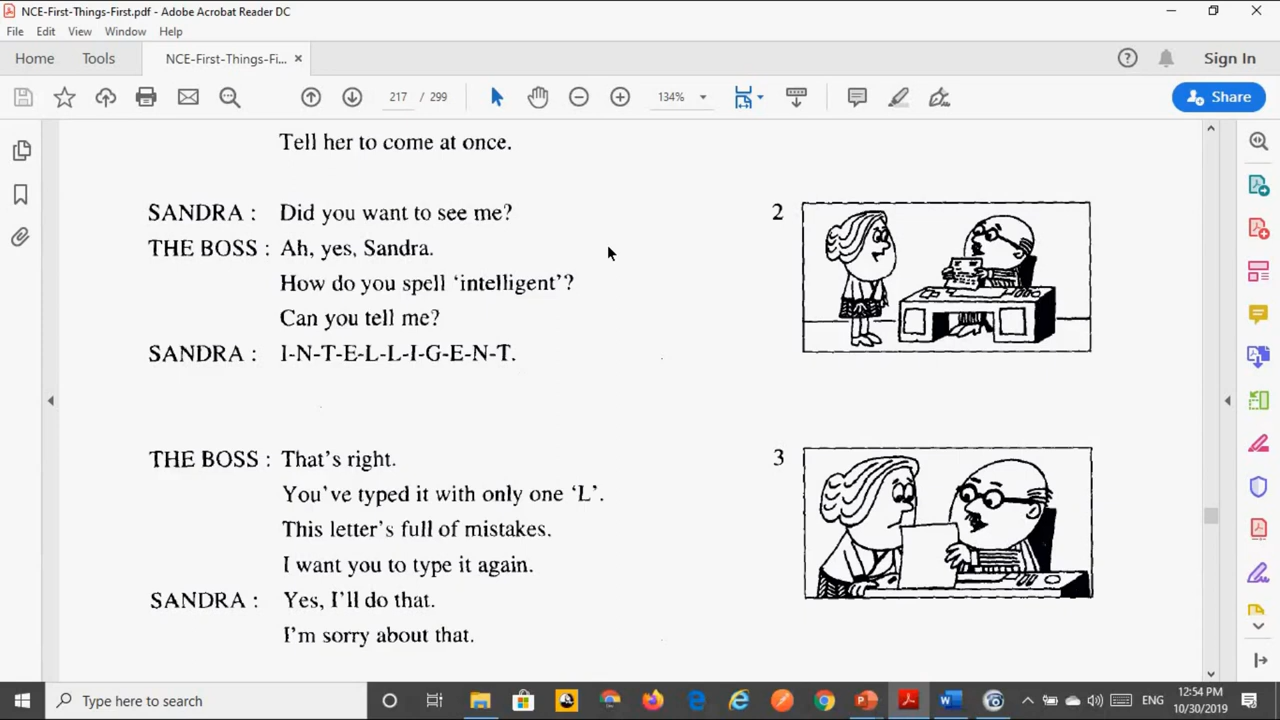 NCE-First-Things-First.pdf - Adobe Acrobat Reader DC
File Edit View Window Help
Home Tools NCE-First-Things-Fi... × Sign In
217 / 299 134% Share
Tell her to come at once.
SANDRA : Did you want to see me?
2
THE BOSS : Ah, yes, Sandra.
How do you spell ‘intelligent’?
Can you tell me?
SANDRA : I-N-T-E-L-L-I-G-E-N-T.
THE BOSS : That's right.
3
You've typed it with only one ‘L’.
This letter's full of mistakes.
I want you to type it again.
SANDRA : Yes, I'll do that.
I'm sorry about that.
Type here to search
ENG
12:54 PM
10/30/2019